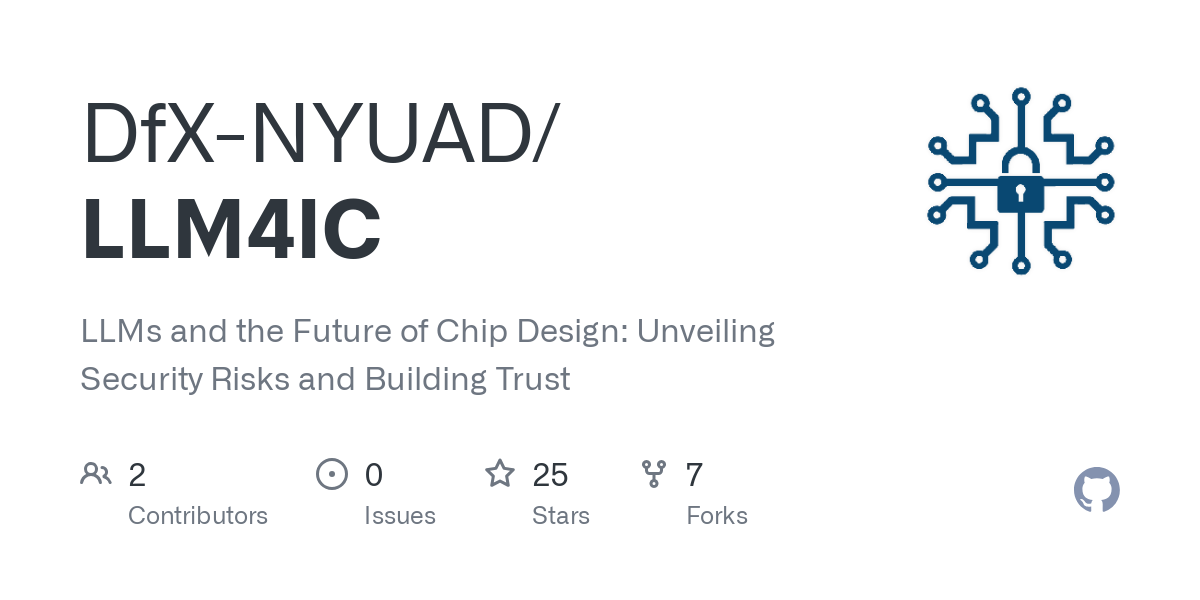 DfX-NYUAD/
LLM4IC
LLMs and the Future of Chip Design: Unveiling
Security Risks and Building Trust
2 0 25 7
Contributors Issues Stars Forks